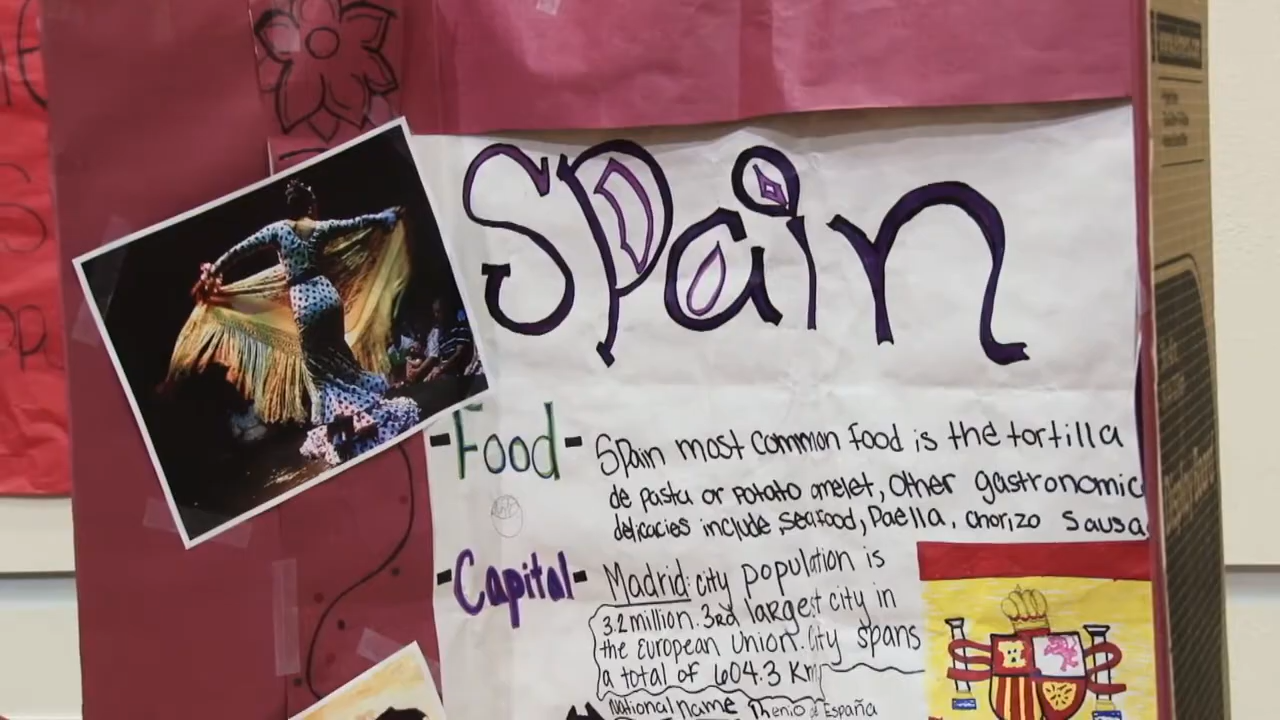 Spain
-Food- Spain most common food is the tortilla
de pasta or potato omelet, Other gastronomic
delicacies include, seafood, Paella, chorizo Sausa
-Capital- Madrid: city population is
3.2 million. 3rd largest city in
the European Union. City spans
a total of 604.3 Km
National name
España